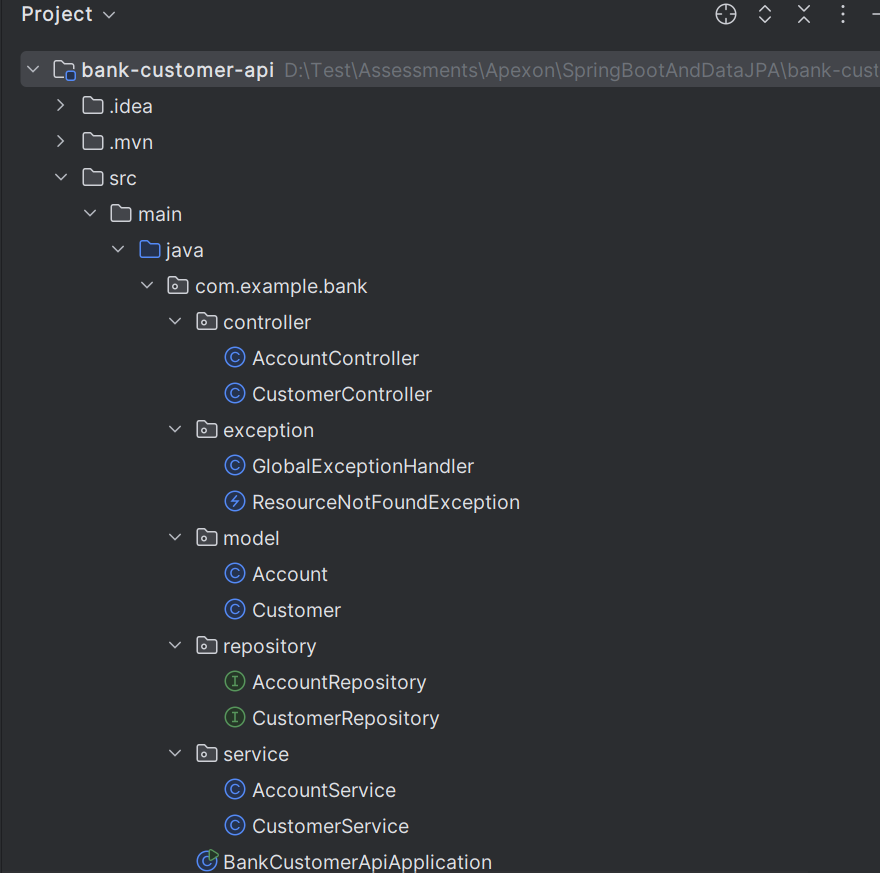 Project
bank-customer-api D:\Test\Assessments\Apexon\SpringBootAndDataJPA\bank-cust
.idea
.mvn
src
main
java
com.example.bank
controller
AccountController
CustomerController
exception
GlobalExceptionHandler
ResourceNotFoundException
model
Account
Customer
repository
AccountRepository
CustomerRepository
service
AccountService
CustomerService
BankCustomerApiApplication